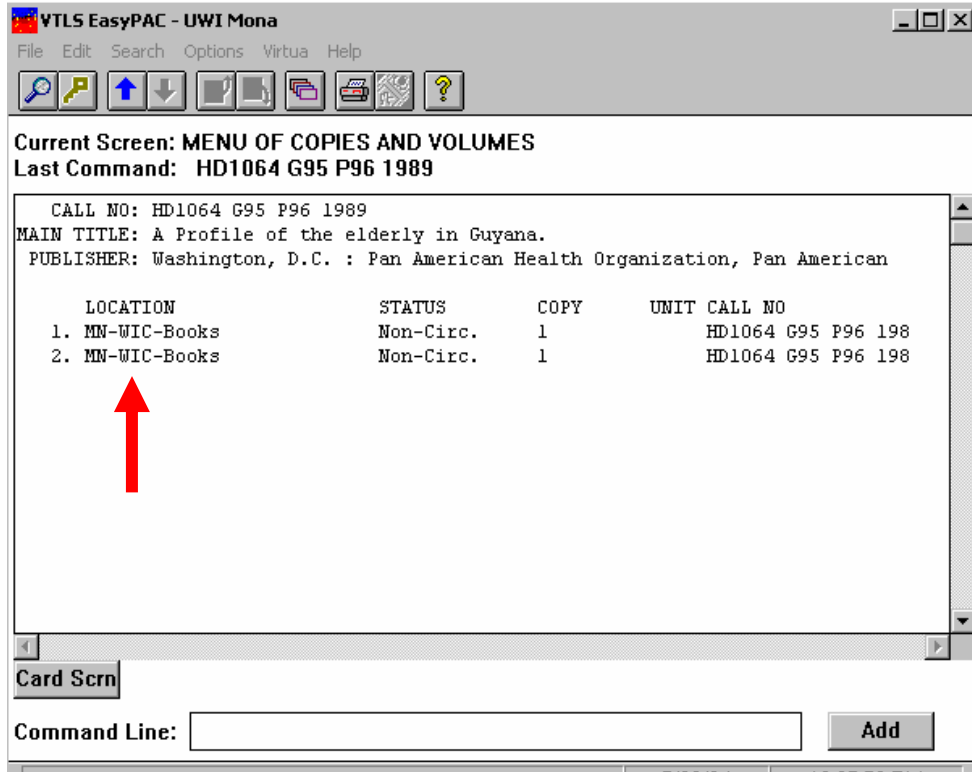 VTLS EasyPAC - UWI Mona
File Edit Search Options Virtua Help
Current Screen: MENU OF COPIES AND VOLUMES
Last Command: HD1064 G95 P96 1989
CALL NO: HD1064 G95 P96 1989
MAIN TITLE: A Profile of the elderly in Guyana.
PUBLISHER: Washington, D.C. : Pan American Health Organization, Pan American
LOCATION STATUS COPY UNIT CALL NO
1. MN-WIC-Books Non-Circ. 1 HD1064 G95 P96 198
2. MN-WIC-Books Non-Circ. 1 HD1064 G95 P96 198
Card Scrn
Command Line: Add